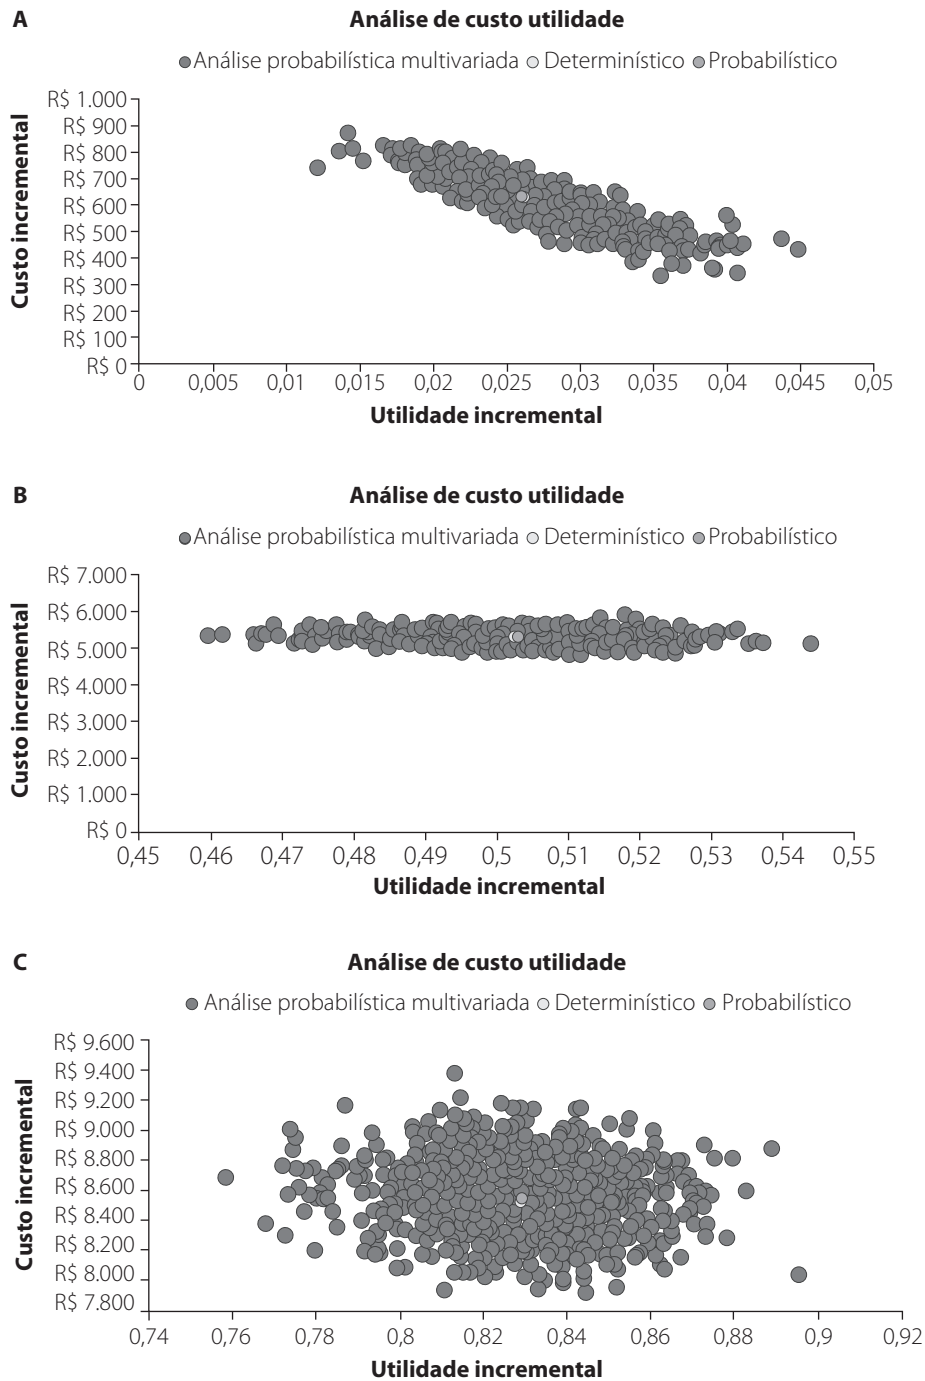 A
Análise de custo utilidade
Análise probabilística multivariada Determinístico Probabilístico
Custo incremental
R$ 1.000
R$ 900
R$ 800
R$ 700
R$ 600
R$ 500
R$ 400
R$ 300
R$ 200
R$ 100
R$ 0
0 0,005 0,01 0,015 0,02 0,025 0,03 0,035 0,04 0,045 0,05
Utilidade incremental
B
Análise de custo utilidade
Análise probabilística multivariada Determinístico Probabilístico
Custo incremental
R$ 7.000
R$ 6.000
R$ 5.000
R$ 4.000
R$ 3.000
R$ 2.000
R$ 1.000
R$ 0
0,45 0,46 0,47 0,48 0,49 0,5 0,51 0,52 0,53 0,54 0,55
Utilidade incremental
C
Análise de custo utilidade
Análise probabilística multivariada Determinístico Probabilístico
Custo incremental
R$ 9.600
R$ 9.400
R$ 9.200
R$ 9.000
R$ 8.800
R$ 8.600
R$ 8.400
R$ 8.200
R$ 8.000
R$ 7.800
0,74 0,76 0,78 0,8 0,82 0,84 0,86 0,88 0,9 0,92
Utilidade incremental